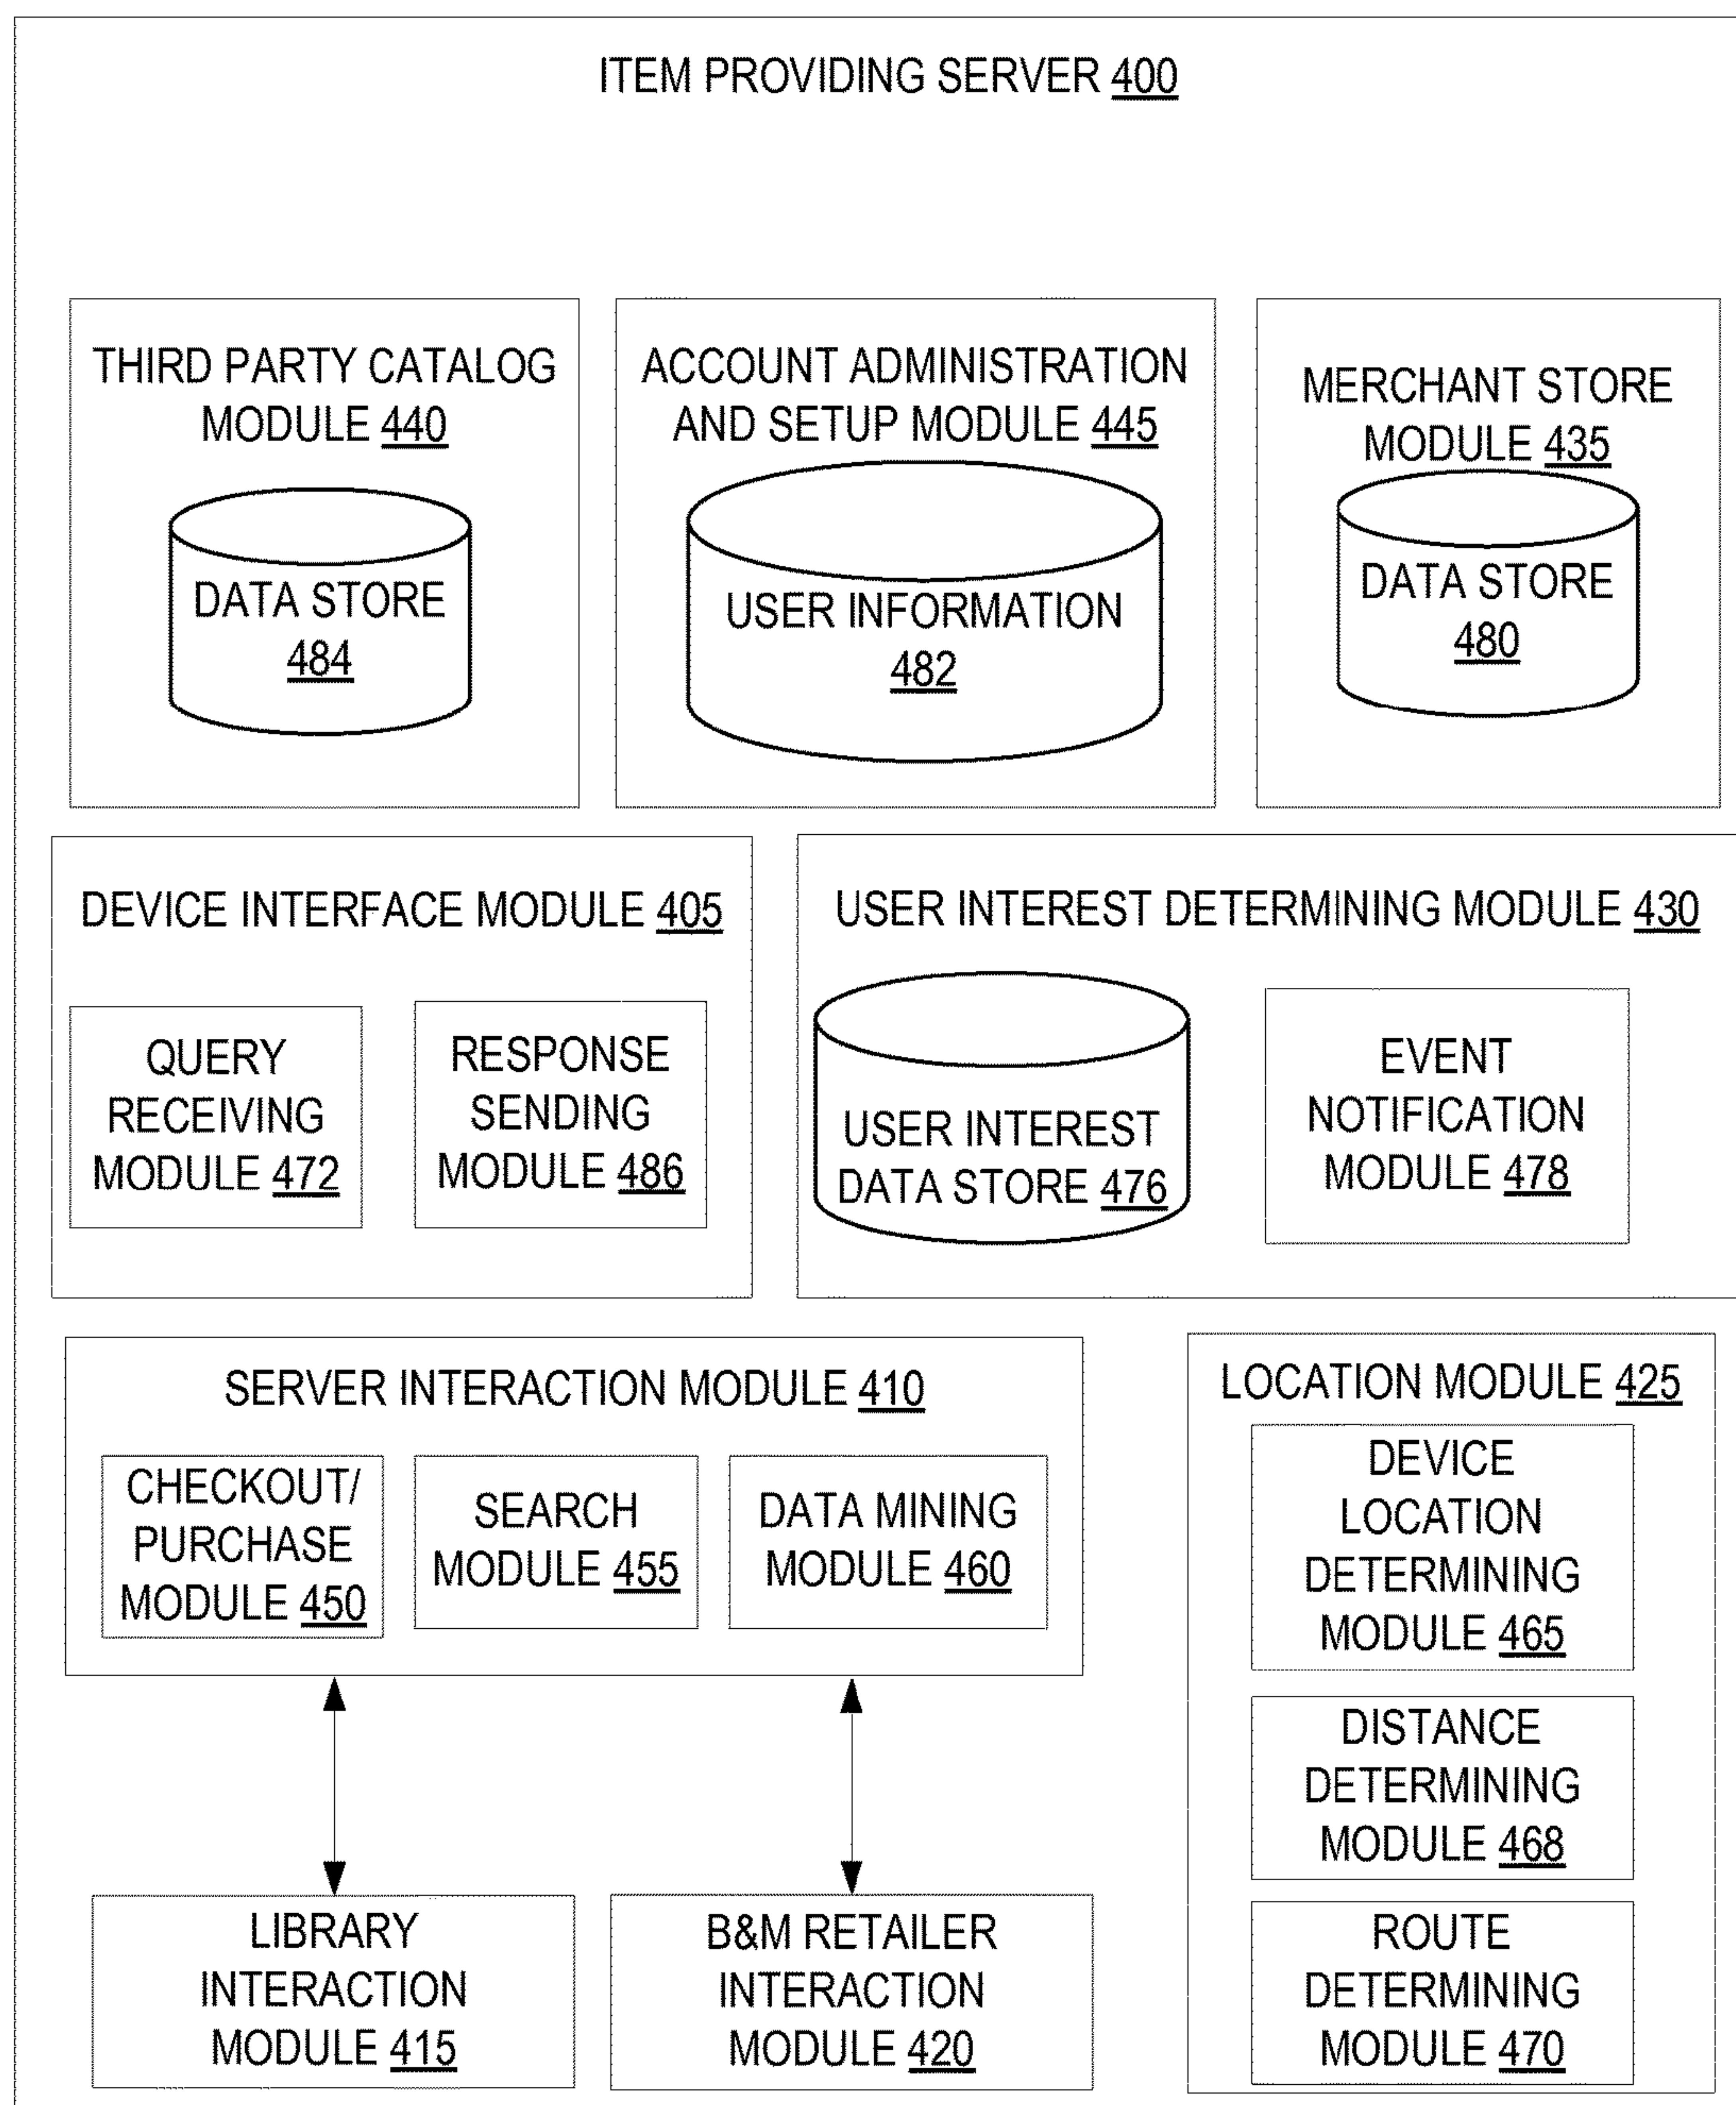 ITEM PROVIDING SERVER 400
THIRD PARTY CATALOG
MODULE 440
DATA STORE
484
ACCOUNT ADMINISTRATION
AND SETUP MODULE 445
USER INFORMATION
482
MERCHANT STORE
MODULE 435
DATA STORE
480
DEVICE INTERFACE MODULE 405
QUERY
RECEIVING
MODULE 472
RESPONSE
SENDING
MODULE 486
USER INTEREST DETERMINING MODULE 430
USER INTEREST
DATA STORE 476
EVENT
NOTIFICATION
MODULE 478
SERVER INTERACTION MODULE 410
CHECKOUT/
PURCHASE
MODULE 450
SEARCH
MODULE 455
DATA MINING
MODULE 460
LIBRARY
INTERACTION
MODULE 415
B&M RETAILER
INTERACTION
MODULE 420
LOCATION MODULE 425
DEVICE
LOCATION
DETERMINING
MODULE 465
DISTANCE
DETERMINING
MODULE 468
ROUTE
DETERMINING
MODULE 470